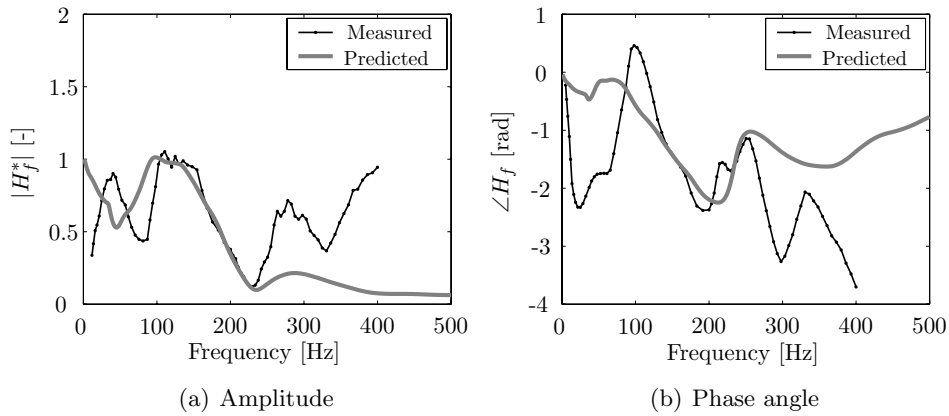 2
1.5
1
0.5
0
|H*f| [-]
Measured
Predicted
0 100 200 300 400 500
Frequency [Hz]
(a) Amplitude
1
0
-1
-2
-3
-4
∠Hf [rad]
Measured
Predicted
0 100 200 300 400 500
Frequency [Hz]
(b) Phase angle